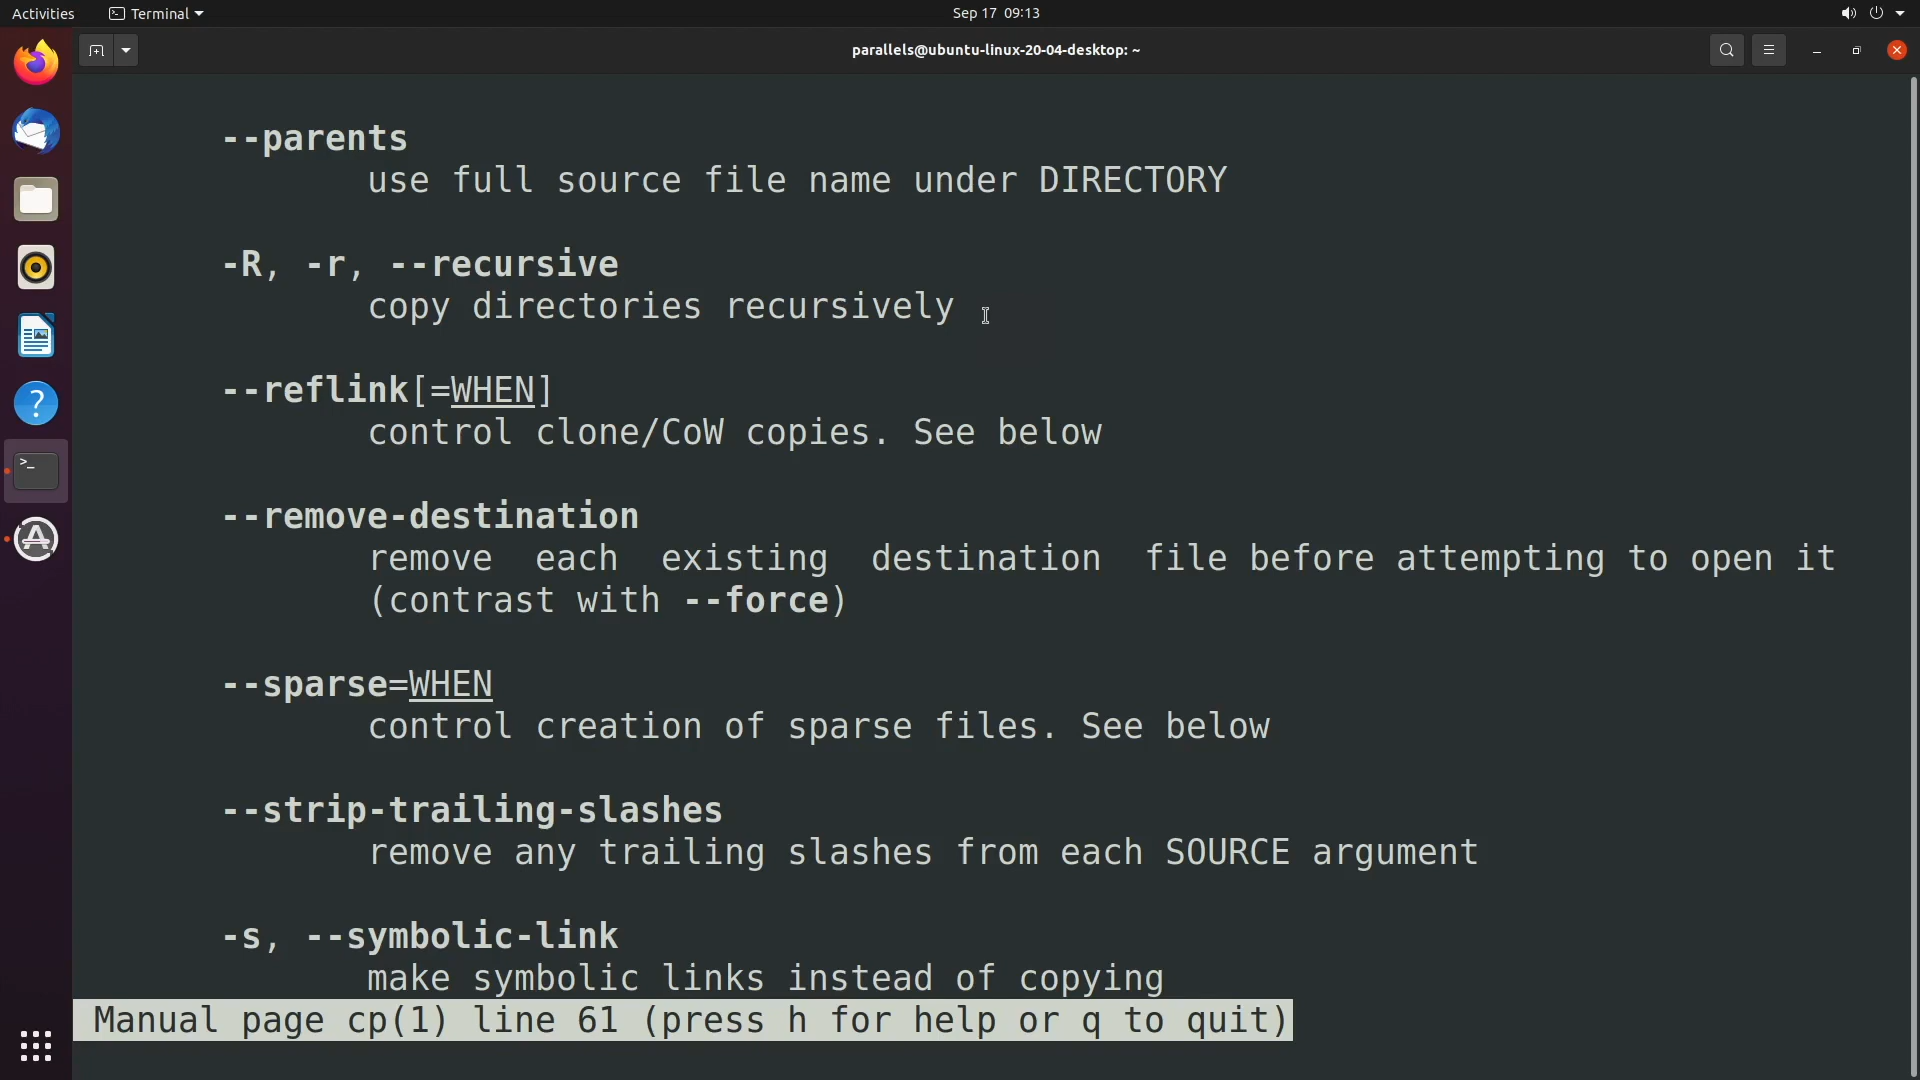 Activities Terminal Sep 17 09:13
parallels@ubuntu-linux-20-04-desktop: ~
--parents
use full source file name under DIRECTORY
-R, -r, --recursive
copy directories recursively
--reflink[=WHEN]
control clone/CoW copies. See below
--remove-destination
remove each existing destination file before attempting to open it
(contrast with --force)
--sparse=WHEN
control creation of sparse files. See below
--strip-trailing-slashes
remove any trailing slashes from each SOURCE argument
-s, --symbolic-link
make symbolic links instead of copying
Manual page cp(1) line 61 (press h for help or q to quit)